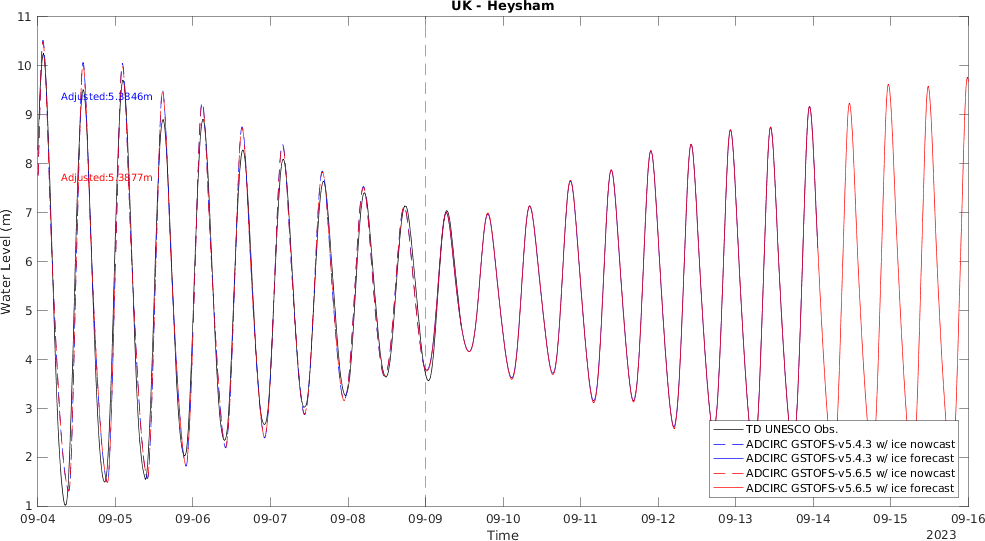 UK - Heysham
Water Level (m)
11
10
9
8
7
6
5
4
3
2
1
Adjusted:5.3846m
Adjusted:5.3877m
TD UNESCO Obs.
ADCIRC GSTOFS-v5.4.3 w/ ice nowcast
ADCIRC GSTOFS-v5.4.3 w/ ice forecast
ADCIRC GSTOFS-v5.6.5 w/ ice nowcast
ADCIRC GSTOFS-v5.6.5 w/ ice forecast
09-04 09-05 09-06 09-07 09-08 09-09 09-10 09-11 09-12 09-13 09-14 09-15 09-16
Time
2023